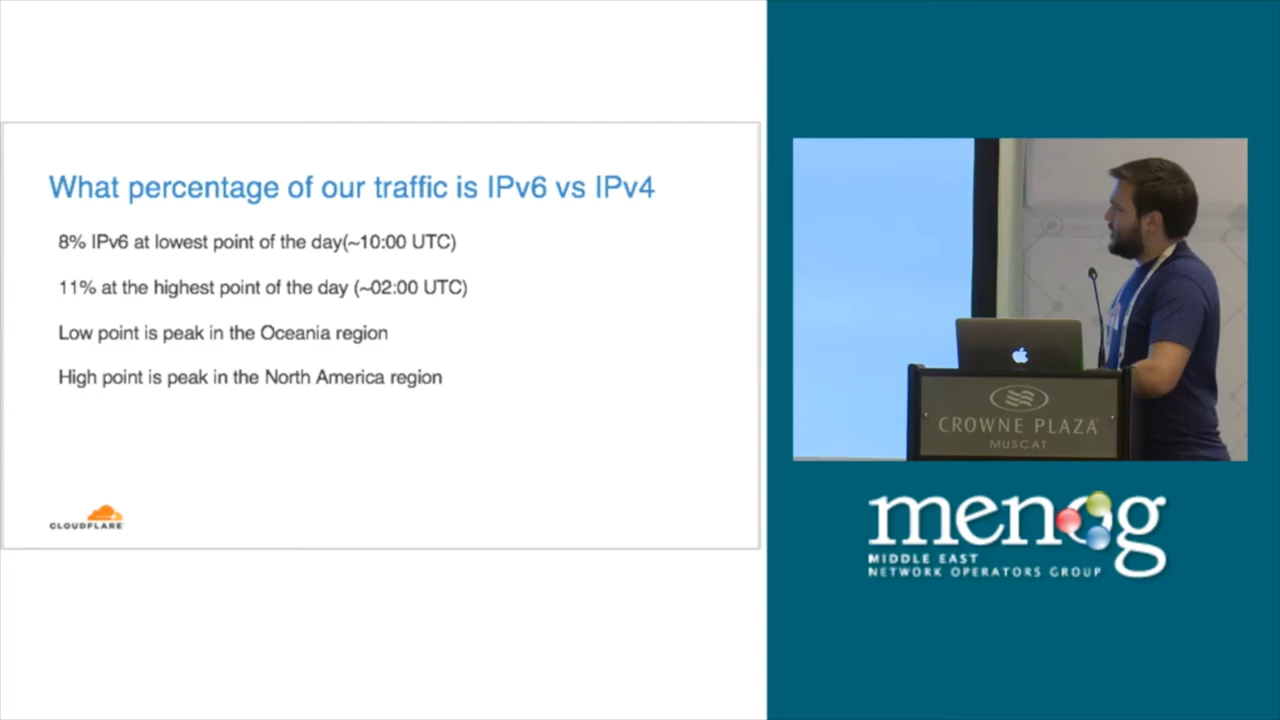 What percentage of our traffic is IPv6 vs IPv4
8% IPv6 at lowest point of the day(~10:00 UTC)
11% at the highest point of the day (~02:00 UTC)
Low point is peak in the Oceania region
High point is peak in the North America region
CLOUDFLARE
CROWNE PLAZA
MUSCAT
menog
MIDDLE EAST
NETWORK OPERATORS GROUP